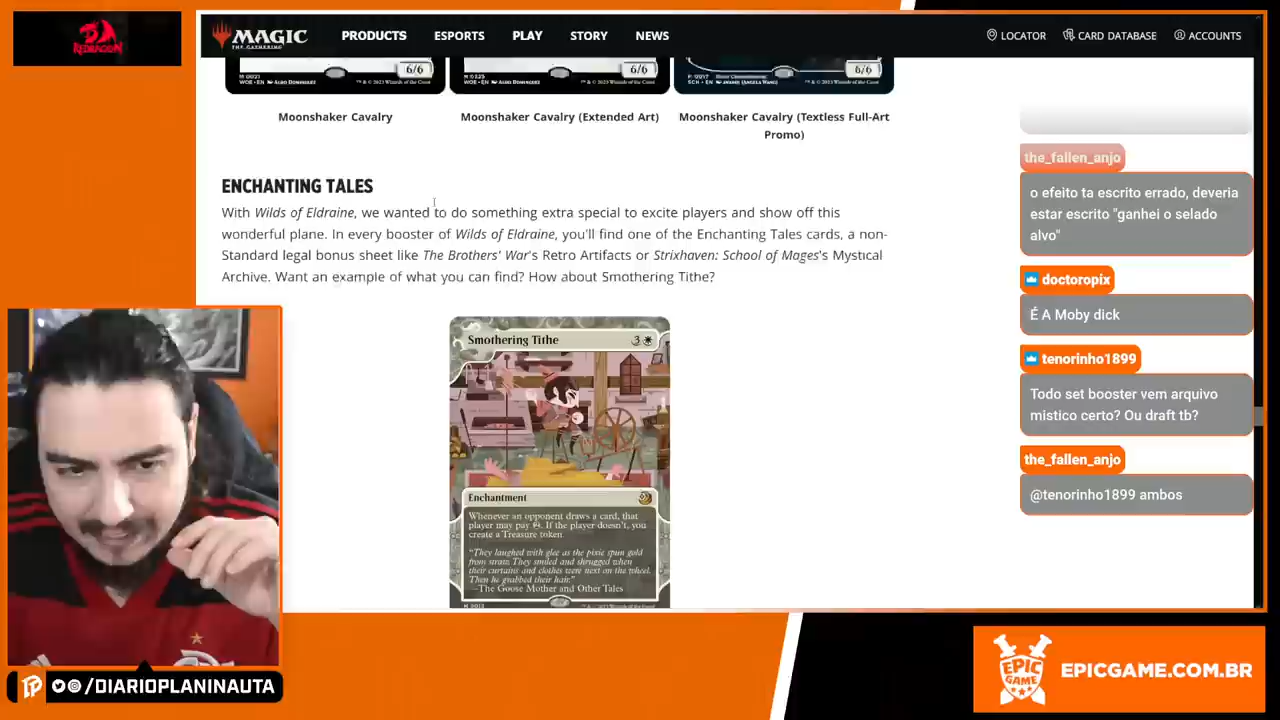 REDRAGON
MAGIC
THE GATHERING
PRODUCTS
ESPORTS
PLAY
STORY
NEWS
LOCATOR
CARD DATABASE
ACCOUNTS
6/6
6/6
6/6
Moonshaker Cavalry
Moonshaker Cavalry (Extended Art)
Moonshaker Cavalry (Textless Full-Art
Promo)
ENCHANTING TALES
With Wilds of Eldraine, we wanted to do something extra special to excite players and show off this
wonderful plane. In every booster of Wilds of Eldraine, you'll find one of the Enchanting Tales cards, a non-
Standard legal bonus sheet like The Brothers' War's Retro Artifacts or Strixhaven: School of Mages's Mystical
Archive. Want an example of what you can find? How about Smothering Tithe?
Smothering Tithe
3
Enchantment
Whenever an opponent draws a card, that
player may pay 2. If the player doesn't, you
create a Treasure token.
"They laughed with glee as the pixie spun gold
from straw. They smiled and shrugged when
their curtains and clothes were next on the wheel.
Then he grabbed their hair."
—The Goose Mother and Other Tales
the_fallen_anjo
o efeito ta escrito errado, deveria
estar escrito "ganhei o selado
alvo"
doctoropix
É A Moby dick
tenorinho1899
Todo set booster vem arquivo
mistico certo? Ou draft tb?
the_fallen_anjo
@tenorinho1899 ambos
@/DIARIOPLANINAUTA
EPIC
GAME
EPICGAME.COM.BR